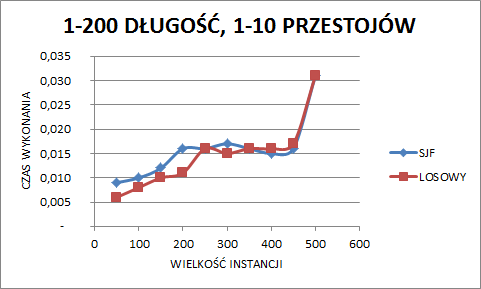 1-200 DŁUGOŚĆ, 1-10 PRZESTOJÓW
0,035
0,030
0,025
0,020
0,015
0,010
0,005
-
CZAS WYKONANIA
0 100 200 300 400 500 600
WIELKOŚĆ INSTANCJI
SJF
LOSOWY